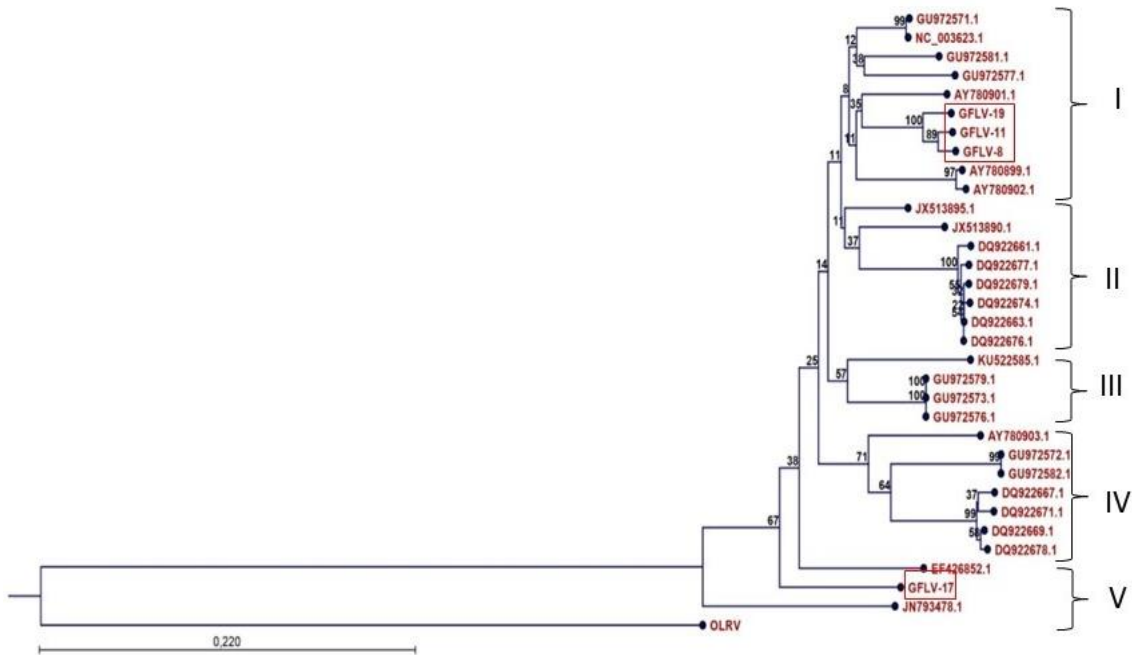 GU972571.1
99
NC_003623.1
12
GU972581.1
38
GU972577.1
8
AY780901.1
35
I
GFLV-19
100
GFLV-11
89
11
GFLV-8
11
AY780899.1
97
AY780902.1
JX513895.1
11
JX513890.1
37
DQ922661.1
100
14
DQ922677.1
II
55
DQ922679.1
DQ922674.1
22
54
DQ922663.1
DQ922676.1
25
KU522585.1
57
GU972579.1
100
III
GU972573.1
100
GU972576.1
AY780903.1
71
38
GU972572.1
99
GU972582.1
64
DQ922667.1
37
IV
DQ922671.1
99
67
DQ922669.1
58
DQ922678.1
EF426852.1
GFLV-17
V
JN793478.1
OLRV
0,220